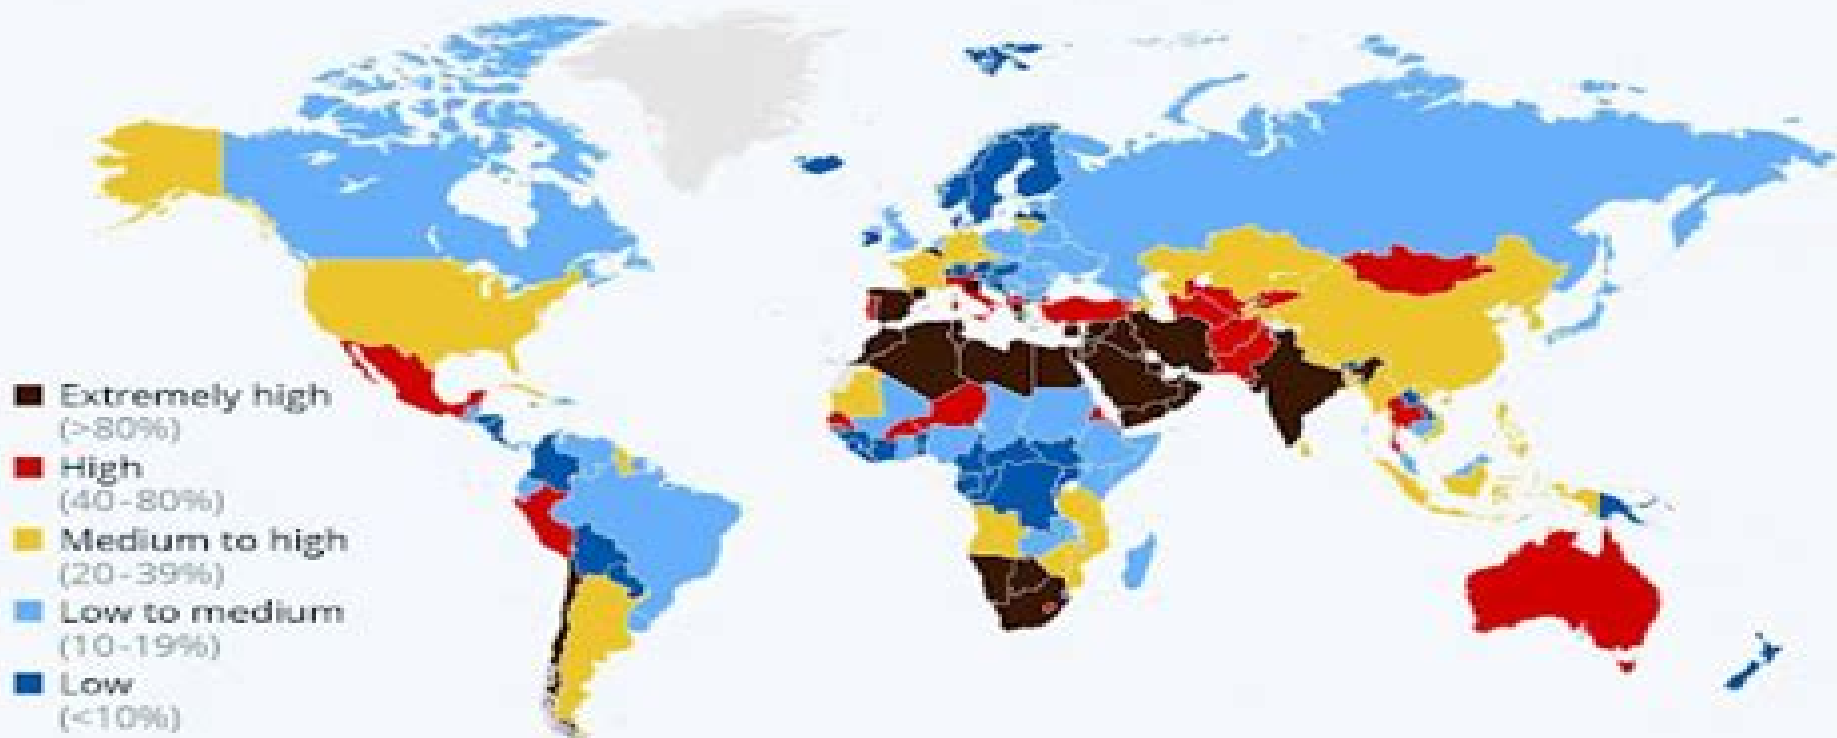 Extremely high
(>80%)
High
(40-80%)
Medium to high
(20-39%)
Low to medium
(10-19%)
Low
(<10%)